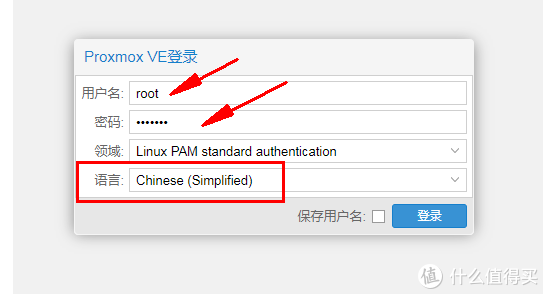 Proxmox VE登录
用户名: root
密码: •••••••
领域: Linux PAM standard authentication
语言: Chinese (Simplified)
保存用户名: 登录
值 什么值得买